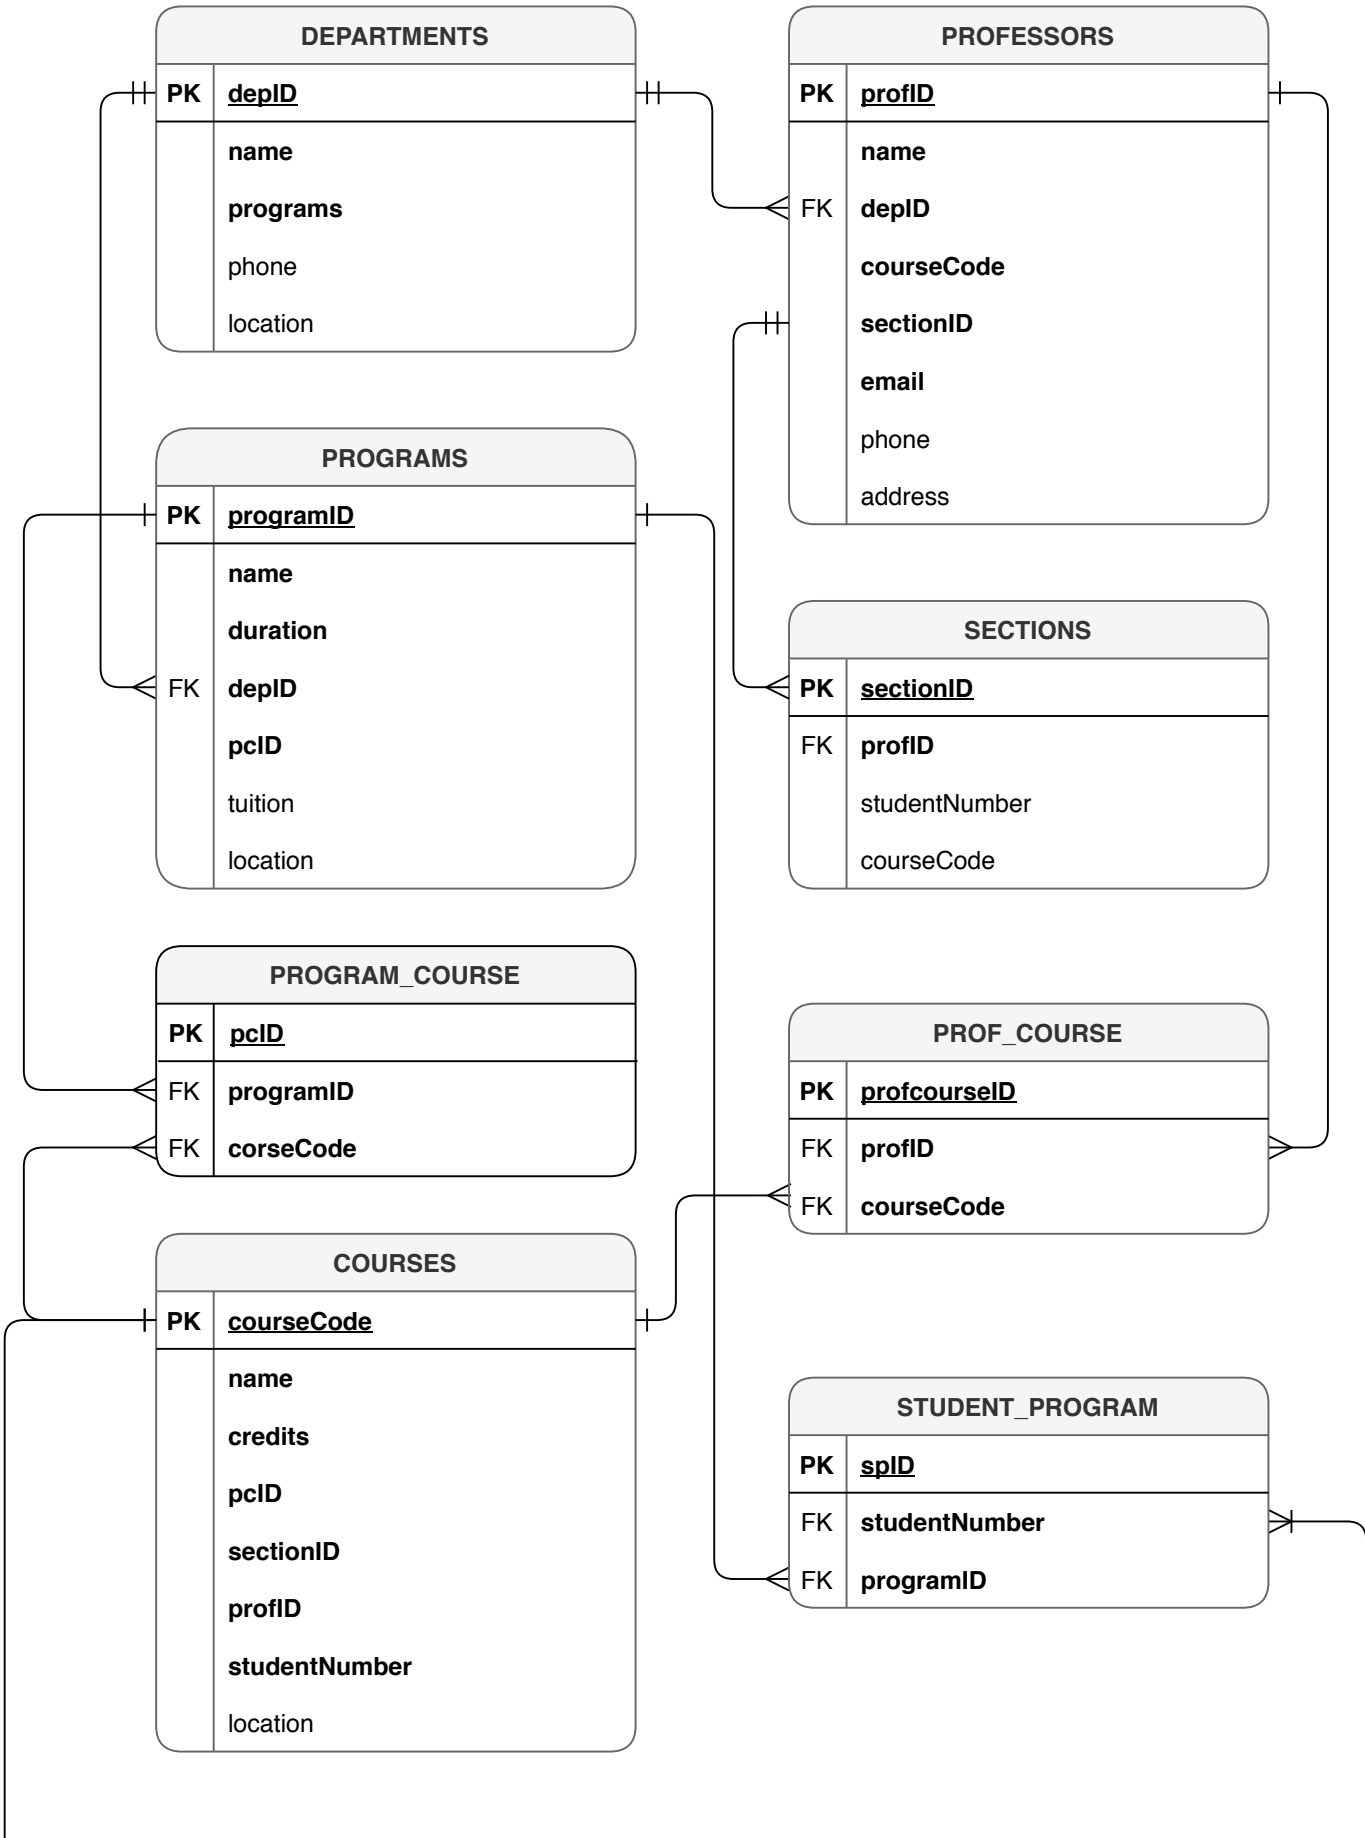 DEPARTMENTS
PK depID
name
programs
phone
location
PROFESSORS
PK profID
name
FK depID
courseCode
sectionID
email
phone
address
PROGRAMS
PK programID
name
duration
FK depID
pcID
tuition
location
SECTIONS
PK sectionID
FK profID
studentNumber
courseCode
PROGRAM_COURSE
PK pcID
FK programID
FK corseCode
PROF_COURSE
PK profcourseID
FK profID
FK courseCode
COURSES
PK courseCode
name
credits
pcID
sectionID
profID
studentNumber
location
STUDENT_PROGRAM
PK spID
FK studentNumber
FK programID